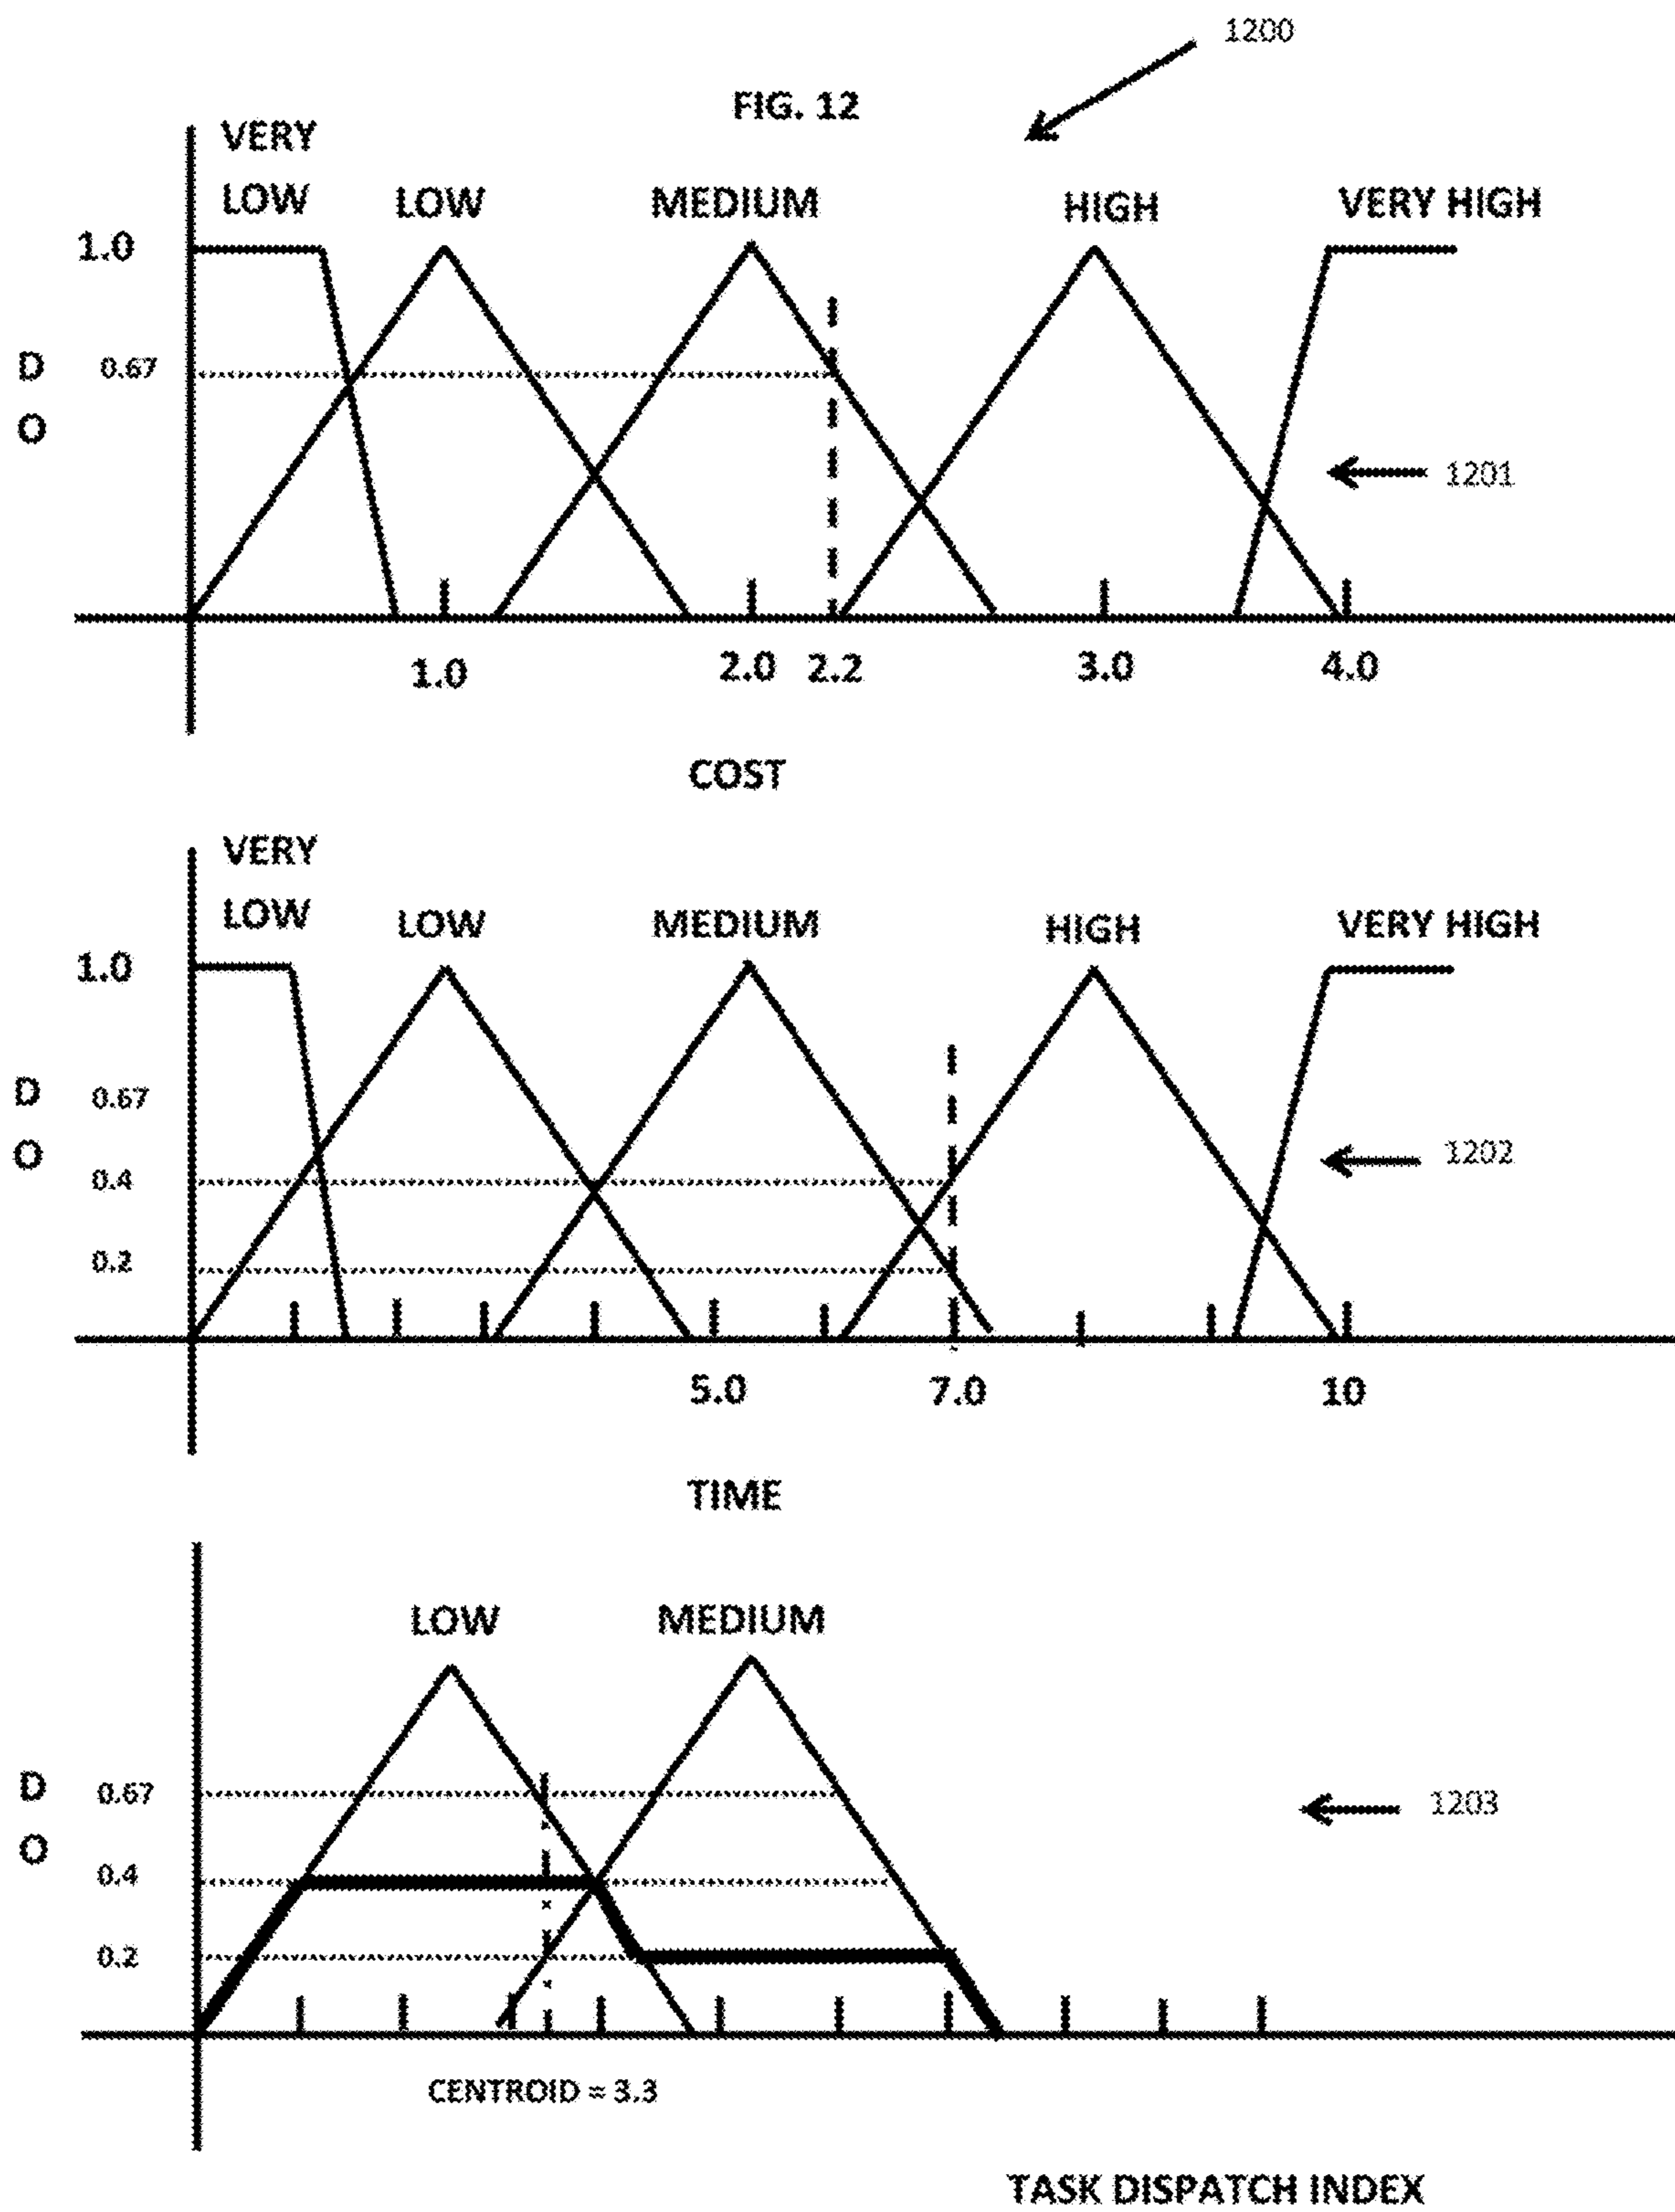 1200
FIG. 12
VERY
LOW
LOW
MEDIUM
HIGH
VERY HIGH
1.0
D
0.67
O
1201
1.0
2.0
2.2
3.0
4.0
COST
VERY
LOW
LOW
MEDIUM
HIGH
VERY HIGH
1.0
D
0.67
O
1202
0.4
0.2
5.0
7.0
10
TIME
LOW
MEDIUM
D
0.67
1203
O
0.4
0.2
CENTROID = 3.3
TASK DISPATCH INDEX